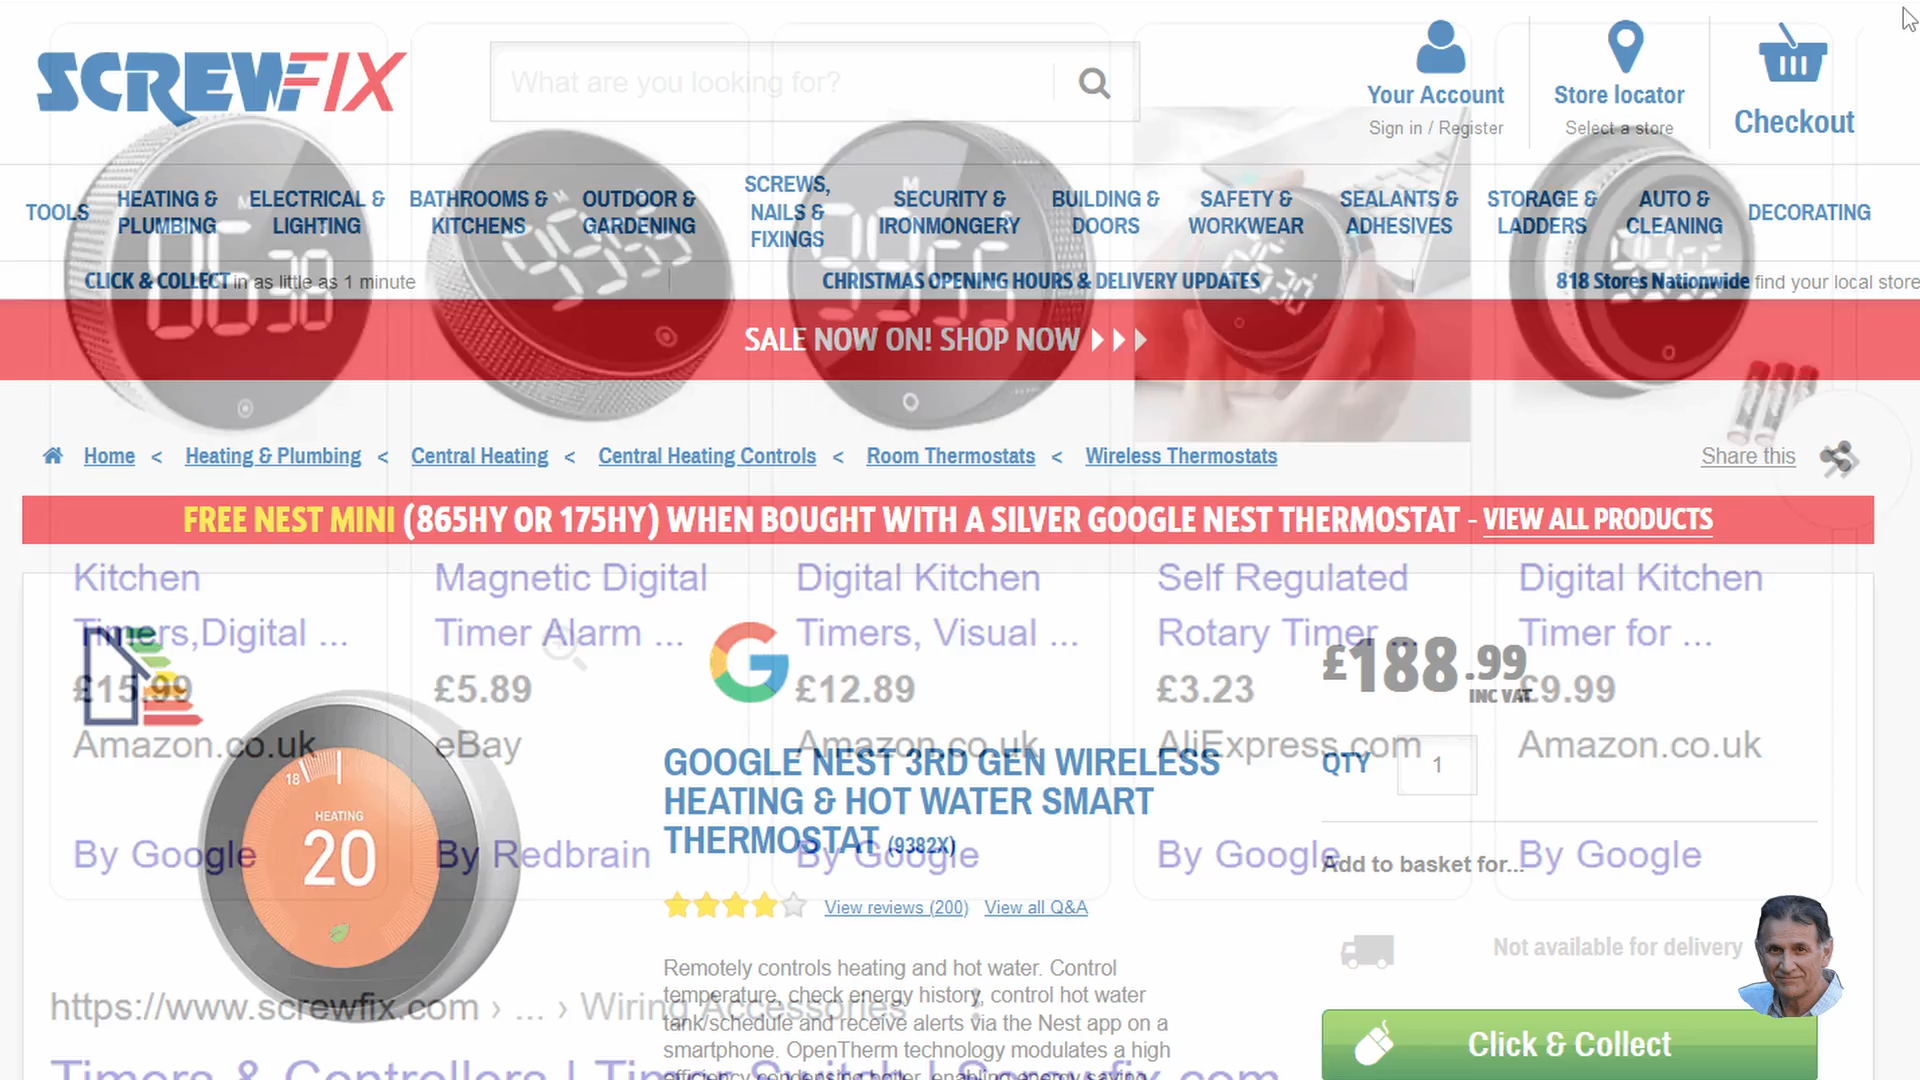 SCREWFIX
What are you looking for?
Your Account
Sign in / Register
Store locator
Select a store
Checkout
TOOLS
HEATING &
PLUMBING
ELECTRICAL &
LIGHTING
BATHROOMS &
KITCHENS
OUTDOOR &
GARDENING
SCREWS,
NAILS &
FIXINGS
SECURITY &
IRONMONGERY
BUILDING &
DOORS
SAFETY &
WORKWEAR
SEALANTS &
ADHESIVES
STORAGE &
LADDERS
AUTO &
CLEANING
DECORATING
CLICK & COLLECT in as little as 1 minute
CHRISTMAS OPENING HOURS & DELIVERY UPDATES
818 Stores Nationwide find your local store
SALE NOW ON! SHOP NOW
Home < Heating & Plumbing < Central Heating < Central Heating Controls < Room Thermostats < Wireless Thermostats
Share this
FREE NEST MINI (865HY OR 175HY) WHEN BOUGHT WITH A SILVER GOOGLE NEST THERMOSTAT - VIEW ALL PRODUCTS
Kitchen
Timers,Digital ...
£15.99
Amazon.co.uk
By Google
Magnetic Digital
Timer Alarm ...
£5.89
eBay
By Redbrain
Digital Kitchen
Timers, Visual ...
£12.89
Amazon.co.uk
By Google
Self Regulated
Rotary Timer ...
£3.23
AliExpress.com
By Google
Digital Kitchen
Timer for ...
£9.99
Amazon.co.uk
By Google
18
HEATING
20
£188.99
INC VAT
QTY 1
GOOGLE NEST 3RD GEN WIRELESS
HEATING & HOT WATER SMART
THERMOSTAT (9382X)
View reviews (200) View all Q&A
Add to basket for...
Not available for delivery
Click & Collect
Remotely controls heating and hot water. Control
temperature, check energy history, control hot water
tank/schedule and receive alerts via the Nest app on a
smartphone. OpenTherm technology modulates a high
efficiency condensing boiler, enabling energy saving
https://www.screwfix.com › ... › Wiring Accessories
Timers & Controllers | Time Switch | Screwfix.com